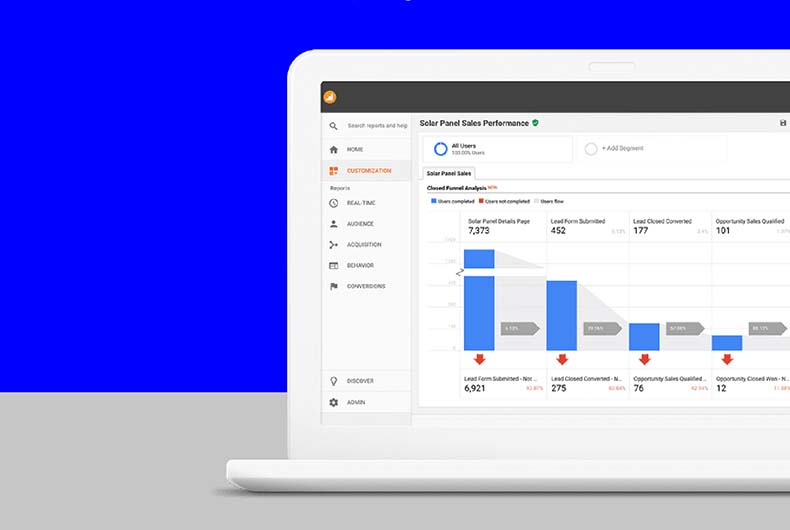 Search reports and help
HOME
CUSTOMIZATION
Reports
REAL-TIME
AUDIENCE
ACQUISITION
BEHAVIOR
CONVERSIONS
DISCOVER
ADMIN
Solar Panel Sales Performance
All Users
100.00% Users
+ Add Segment
Solar Panel Sales
Closed Funnel Analysis NEW
Users completed Users not completed Users flow
Solar Panel Details Page
7,373
Lead Form Submitted
452
Lead Closed Converted
177
Opportunity Sales Qualified
101
Lead Form Submitted - Not ...
6,921
Lead Closed Converted - N...
275
Opportunity Sales Qualified ...
76
Opportunity Closed Won - N...
12